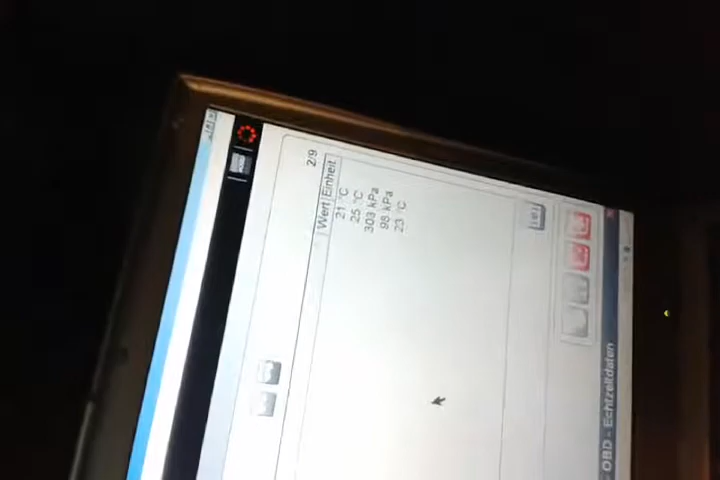 2/9
Wert Einheit
21 °C
25 °C
303 kPa
98 kPa
23 °C
- OBD - Echtzeitdaten